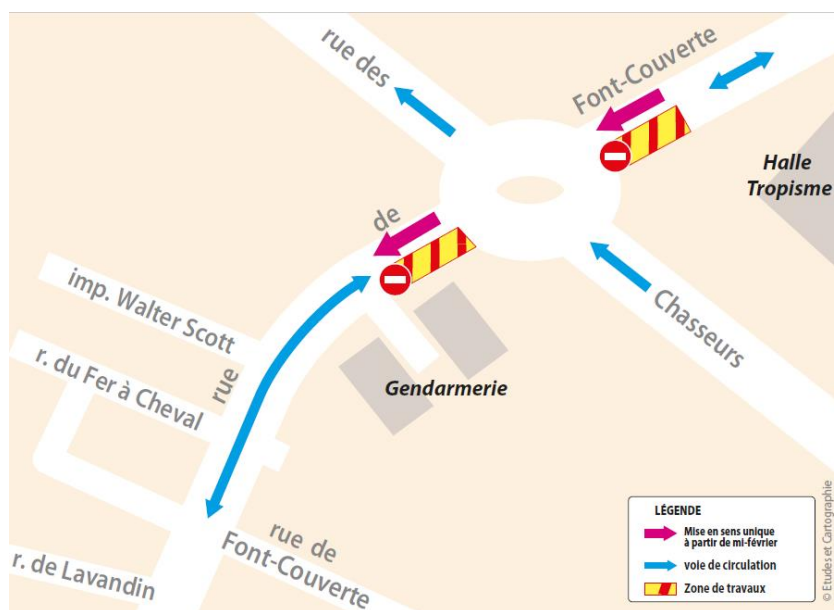 rue des
Font-Couverte
Halle
Tropisme
de
imp. Walter Scott
Chasseurs
r. du Fer à Cheval
rue
Gendarmerie
rue de
Font-Couverte
r. de Lavandin
LÉGENDE
Mise en sens unique
à partir de mi-février
voie de circulation
Zone de travaux
© Etudes et Cartographie